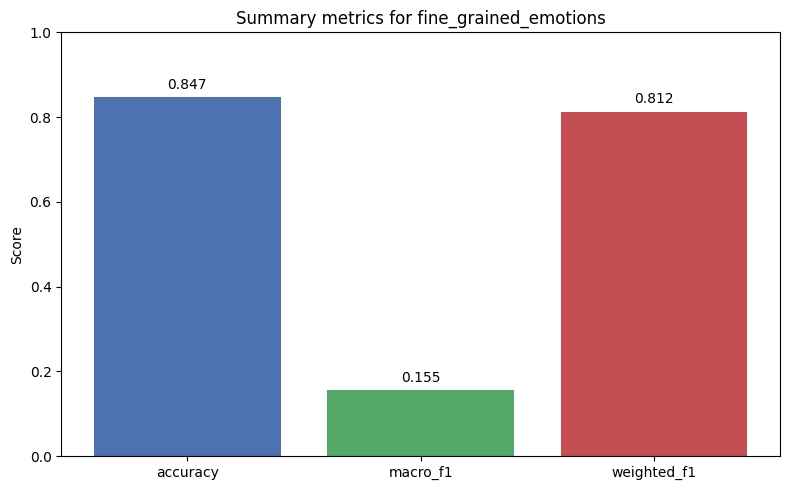 Summary metrics for fine_grained_emotions
1.0
0.8
0.6
0.4
0.2
0.0
Score
0.847
0.155
0.812
accuracy
macro_f1
weighted_f1